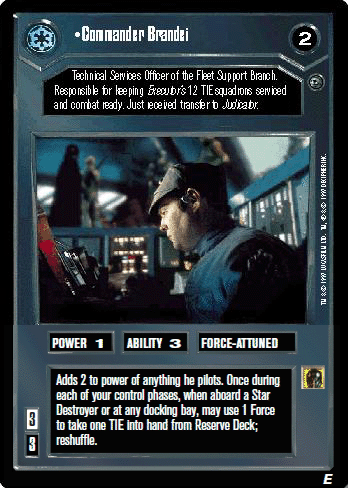 •Commander Brandei
2
Technical Services Officer of the Fleet Support Branch.
Responsible for keeping Executor's 12 TIE squadrons serviced
and combat ready. Just received transfer to Judicator.
POWER 1
ABILITY 3
FORCE-ATTUNED
Adds 2 to power of anything he pilots. Once during
each of your control phases, when aboard a Star
Destroyer or at any docking bay, may use 1 Force
to take one TIE into hand from Reserve Deck;
reshuffle.
3
3
E